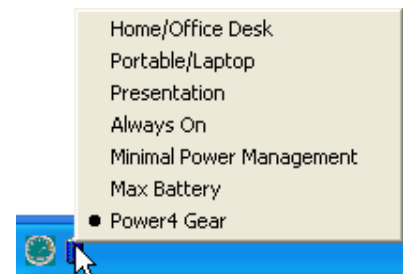 Home/Office Desk
Portable/Laptop
Presentation
Always On
Minimal Power Management
Max Battery
Power4 Gear